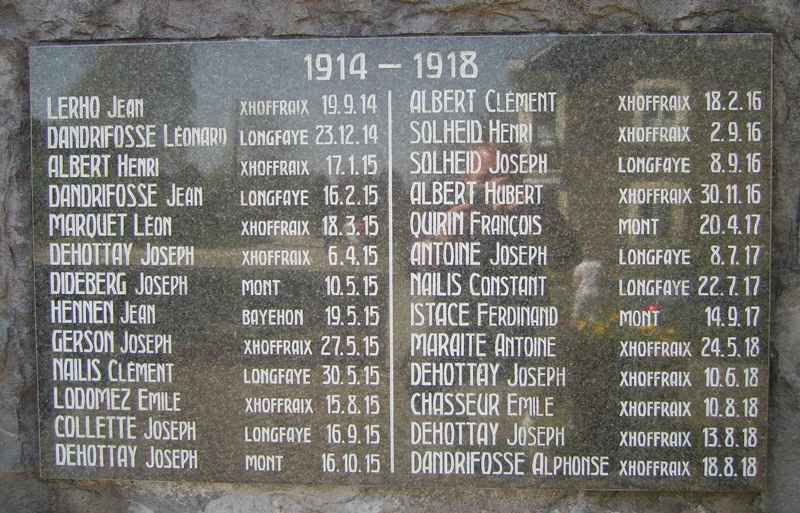 1914 – 1918
LERHO JEAN XHOFFRAIX 19.9.14
DANDRIFOSSE LÉONARD LONGFAYE 23.12.14
ALBERT HENRI XHOFFRAIX 17.1.15
DANDRIFOSSE JEAN LONGFAYE 16.2.15
MARQUET LÉON XHOFFRAIX 18.3.15
DEHOTTAY JOSEPH XHOFFRAIX 6.4.15
DIDEBERG JOSEPH MONT 10.5.15
HENNEN JEAN BAYEHON 19.5.15
GERSON JOSEPH XHOFFRAIX 27.5.15
NAILIS CLÉMENT LONGFAYE 30.5.15
LODOMEZ EMILE XHOFFRAIX 15.8.15
COLLETTE JOSEPH LONGFAYE 16.9.15
DEHOTTAY JOSEPH MONT 16.10.15
ALBERT CLÉMENT XHOFFRAIX 18.2.16
SOLHEID HENRI XHOFFRAIX 2.9.16
SOLHEID JOSEPH LONGFAYE 8.9.16
ALBERT HUBERT XHOFFRAIX 30.11.16
QUIRIN FRANÇOIS MONT 20.4.17
ANTOINE JOSEPH LONGFAYE 8.7.17
NAILIS CONSTANT LONGFAYE 22.7.17
ISTACE FERDINAND MONT 14.9.17
MARAITE ANTOINE XHOFFRAIX 24.5.18
DEHOTTAY JOSEPH XHOFFRAIX 10.6.18
CHASSEUR EMILE XHOFFRAIX 10.8.18
DEHOTTAY JOSEPH XHOFFRAIX 13.8.18
DANDRIFOSSE ALPHONSE XHOFFRAIX 18.8.18